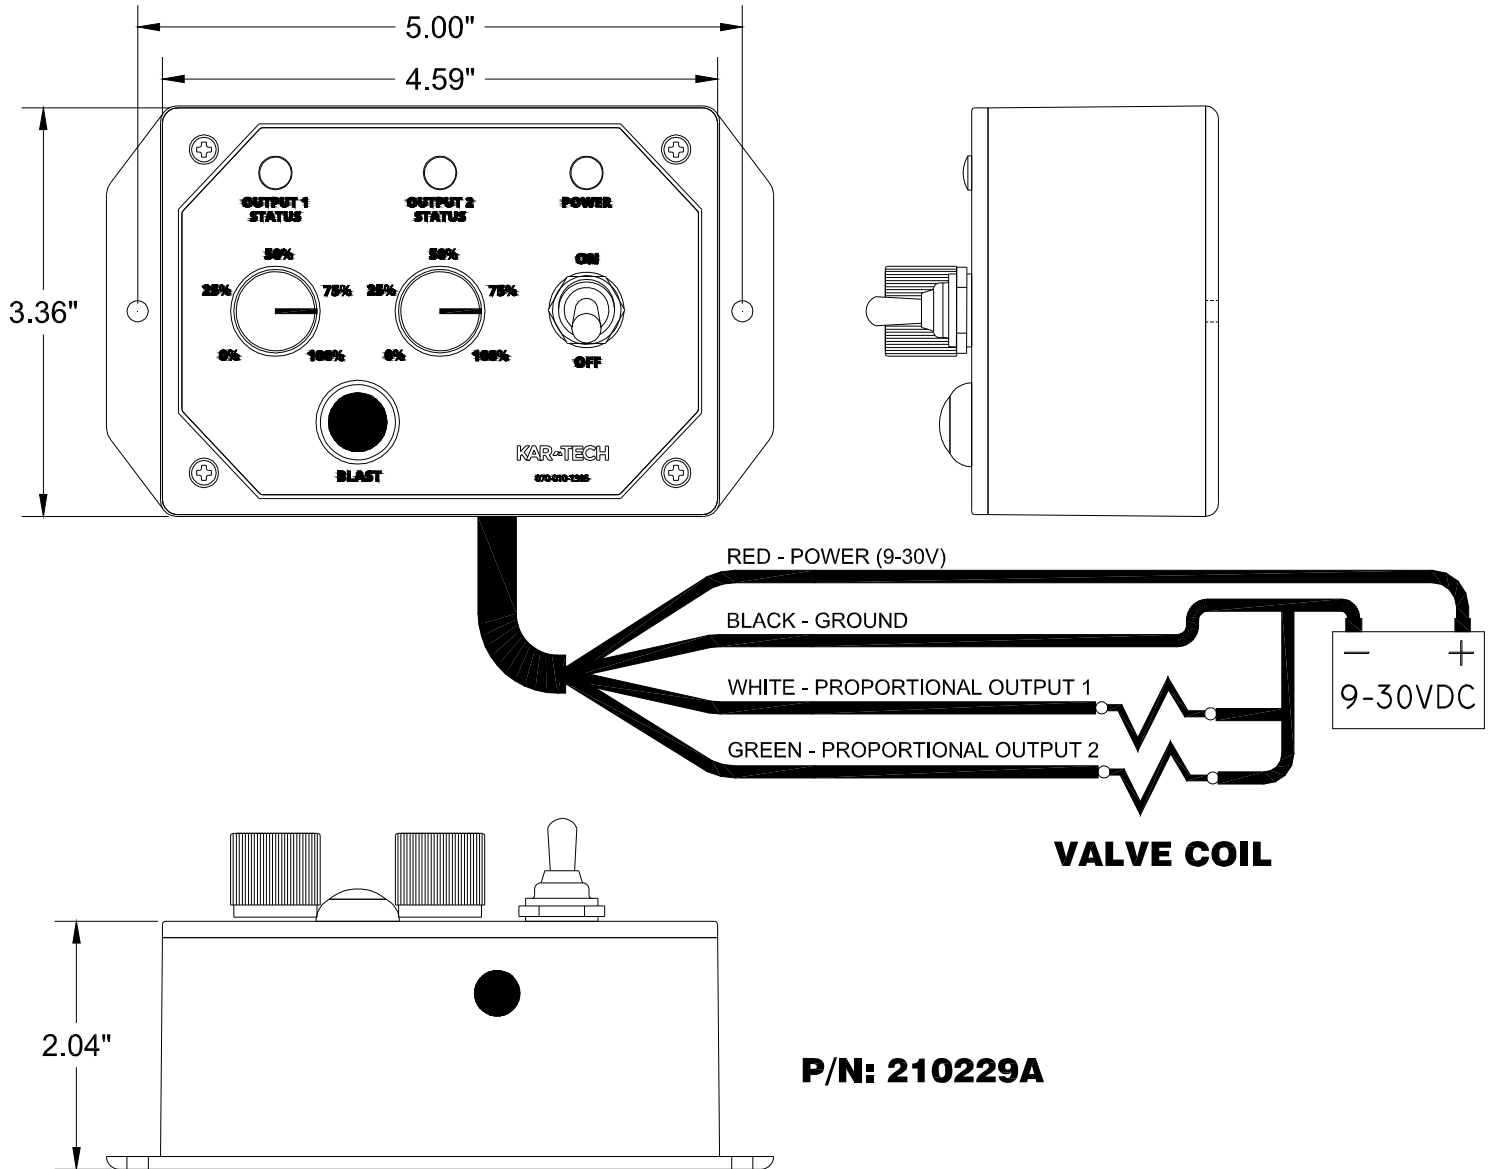 5.00"
4.59"
3.36"
OUTPUT 1
STATUS
OUTPUT 2
STATUS
POWER
50%
25%
75%
0%
100%
50%
25%
75%
0%
100%
ON
OFF
BLAST
KAR-TECH
RED - POWER (9-30V)
BLACK - GROUND
WHITE - PROPORTIONAL OUTPUT 1
GREEN - PROPORTIONAL OUTPUT 2
− +
9-30VDC
VALVE COIL
2.04"
P/N: 210229A